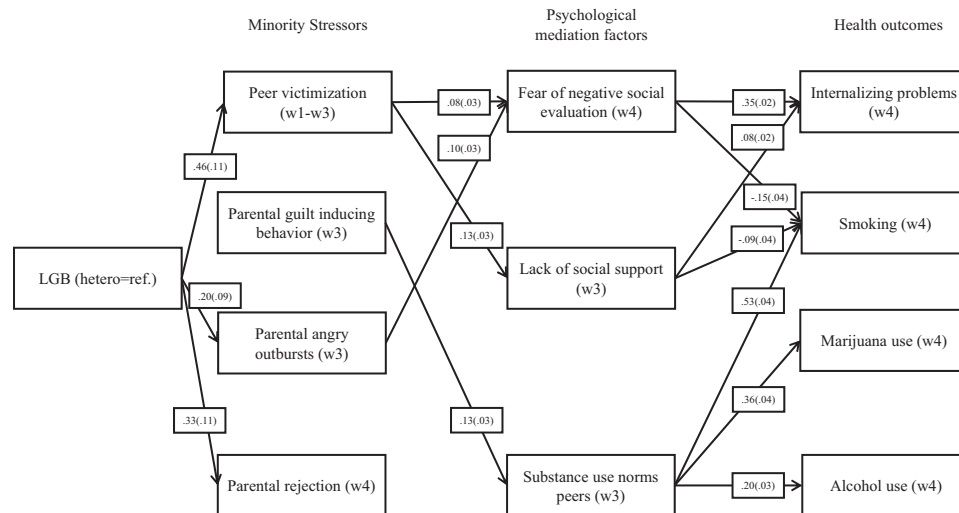 Minority Stressors
Psychological
mediation factors
Health outcomes
Peer victimization
(w1-w3)
.08(.03)
Fear of negative social
evaluation (w4)
.35(.02)
Internalizing problems
(w4)
.10(.03)
.08(.02)
.46(.11)
Parental guilt inducing
behavior (w3)
-.15(.04)
Smoking (w4)
.13(.03)
-.09(.04)
LGB (hetero=ref.)
Lack of social support
(w3)
.20(.09)
.53(.04)
Parental angry
outbursts (w3)
Marijuana use (w4)
.36(.04)
.33(.11)
.13(.03)
Parental rejection (w4)
Substance use norms
peers (w3)
.20(.03)
Alcohol use (w4)